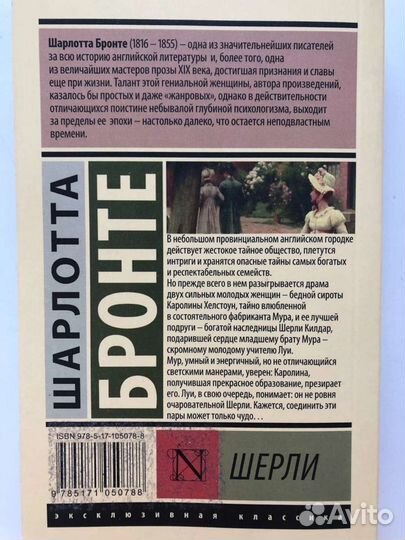 Шарлотта Бронте (1816 – 1855) – одна из значительнейших писателей
за всю историю английской литературы и, более того, одна
из величайших мастеров прозы XIX века, достигшая признания и славы
еще при жизни. Талант этой гениальной женщины, автора произведений,
казалось бы простых и даже «жанровых», однако в действительности
отличающихся поистине небывалой глубиной психологизма, выходит
за пределы ее эпохи – настолько далеко, что остается неподвластным
времени.
ШАРЛОТТА
БРОНТЕ
В небольшом провинциальном английском городке
действует жестокое тайное общество, плетутся
интриги и хранятся опасные тайны самых богатых
и респектабельных семейств.
Но прежде всего в нем разыгрывается драма
двух сильных молодых женщин – бедной сироты
Каролины Хелстоун, тайно влюбленной
в состоятельного фабриканта Мура, и ее лучшей
подруги – богатой наследницы Шерли Килдар,
подарившей сердце младшему брату Мура –
скромному молодому учителю Луи.
Мур, умный и энергичный, но не отличающийся
светскими манерами, уверен: Каролина,
получившая прекрасное образование, презирает
его. Луи, в свою очередь, понимает: он не ровня
очаровательной Шерли. Кажется, соединить эти
пары может только чудо…
ISBN 978-5-17-105078-8
9 785171 050788
N
ШЕРЛИ
эксклюзивная классика
Avito